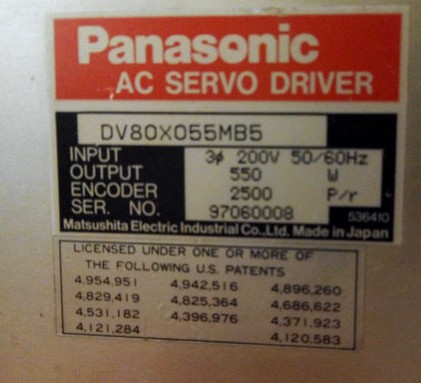 Panasonic
AC SERVO DRIVER
DV80X055MB5
INPUT 3ϕ 200V 50/60Hz
OUTPUT 550 W
ENCODER 2500 P/r
SER. NO. 97060008 536410
Matsushita Electric Industrial Co.,Ltd. Made in Japan
LICENSED UNDER ONE OR MORE OF
THE FOLLOWING U.S. PATENTS
4,954,951 4,942,516 4,896,260
4,829,419 4,825,364 4,686,622
4,531,182 4,396,976 4,371,923
4,121,284 4,120,583